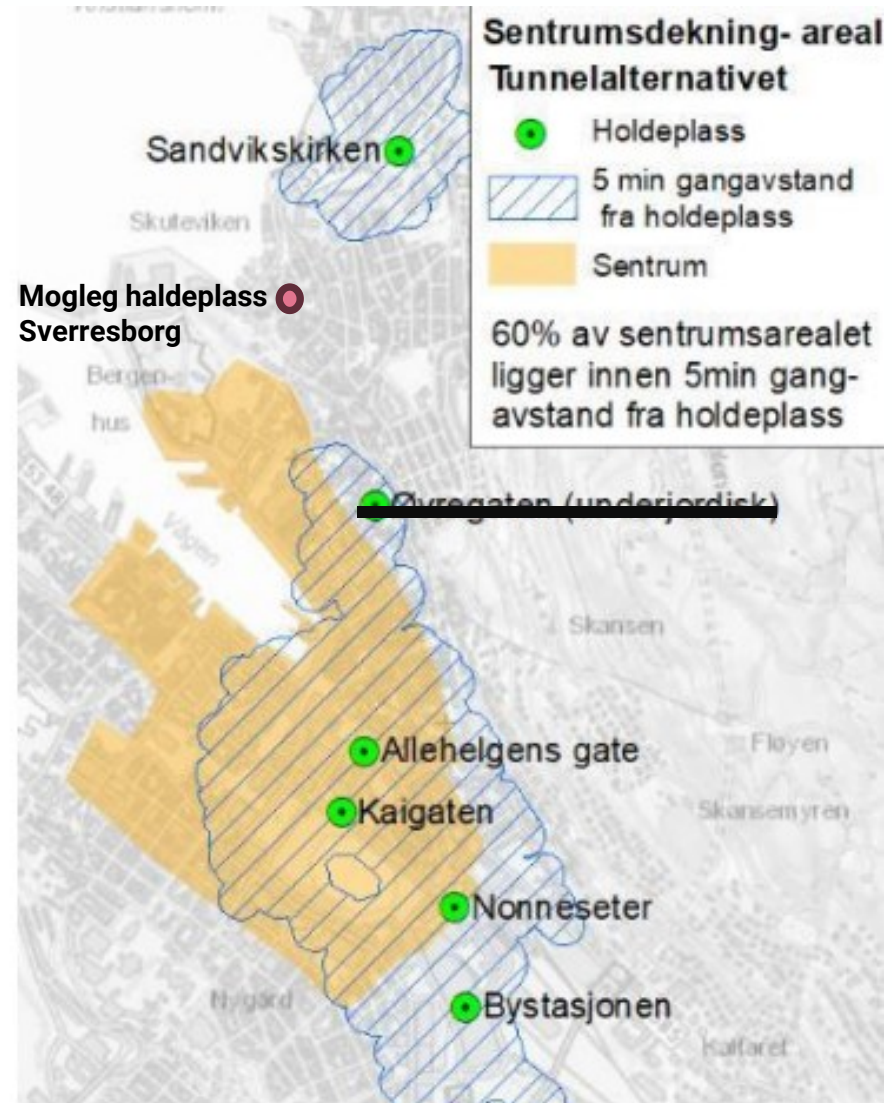 Sentrumsdekning- areal
Tunnelalternativet
Holdeplass
5 min gangavstand
fra holdeplass
Sentrum
60% av sentrumsarealet
ligger innen 5min gang-
avstand fra holdeplass
Sandvikskirken
Skuteviken
Mogleg haldeplass
Sverresborg
Bergen-
hus
Øvregaten (underjordisk)
Vågen
Skansen
Allehelgens gate
Fløyen
Kaigaten
Skansemyren
Nonneseter
Nygård
Bystasjonen
Kalfaret